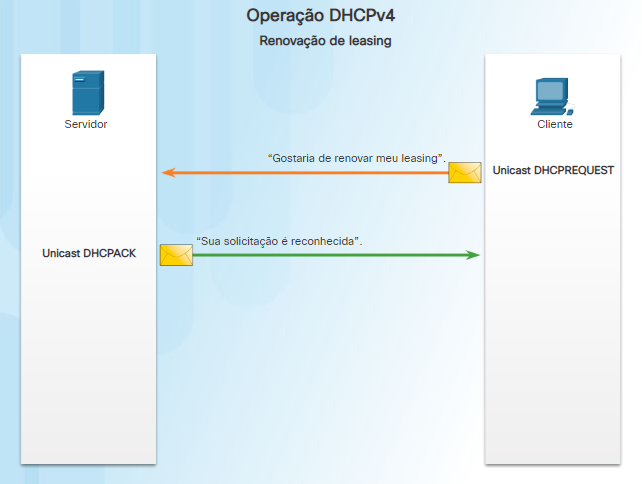 Operação DHCPv4
Renovação de leasing
Servidor
Cliente
“Gostaria de renovar meu leasing”.
Unicast DHCPREQUEST
“Sua solicitação é reconhecida”.
Unicast DHCPACK